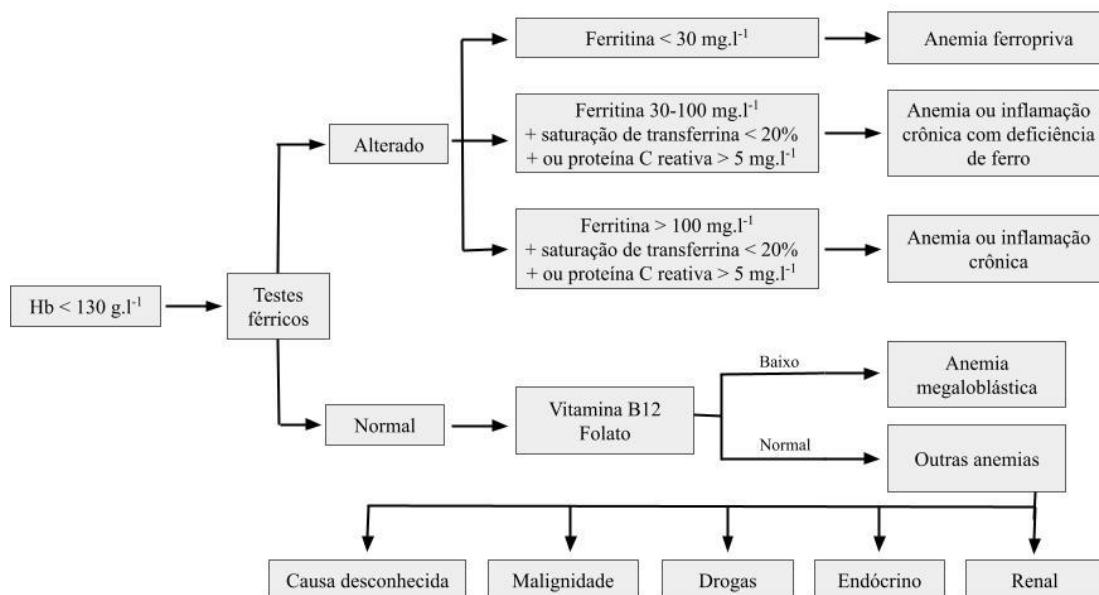 Ferritina < 30 mg.l⁻¹
Anemia ferropriva
Ferritina 30-100 mg.l⁻¹
+ saturação de transferrina < 20%
+ ou proteína C reativa > 5 mg.l⁻¹
Anemia ou inflamação
crônica com deficiência
de ferro
Alterado
Ferritina > 100 mg.l⁻¹
+ saturação de transferrina < 20%
+ ou proteína C reativa > 5 mg.l⁻¹
Anemia ou inflamação
crônica
Hb < 130 g.l⁻¹
Testes
férricos
Normal
Vitamina B12
Folato
Baixo
Anemia
megaloblástica
Normal
Outras anemias
Causa desconhecida
Malignidade
Drogas
Endócrino
Renal